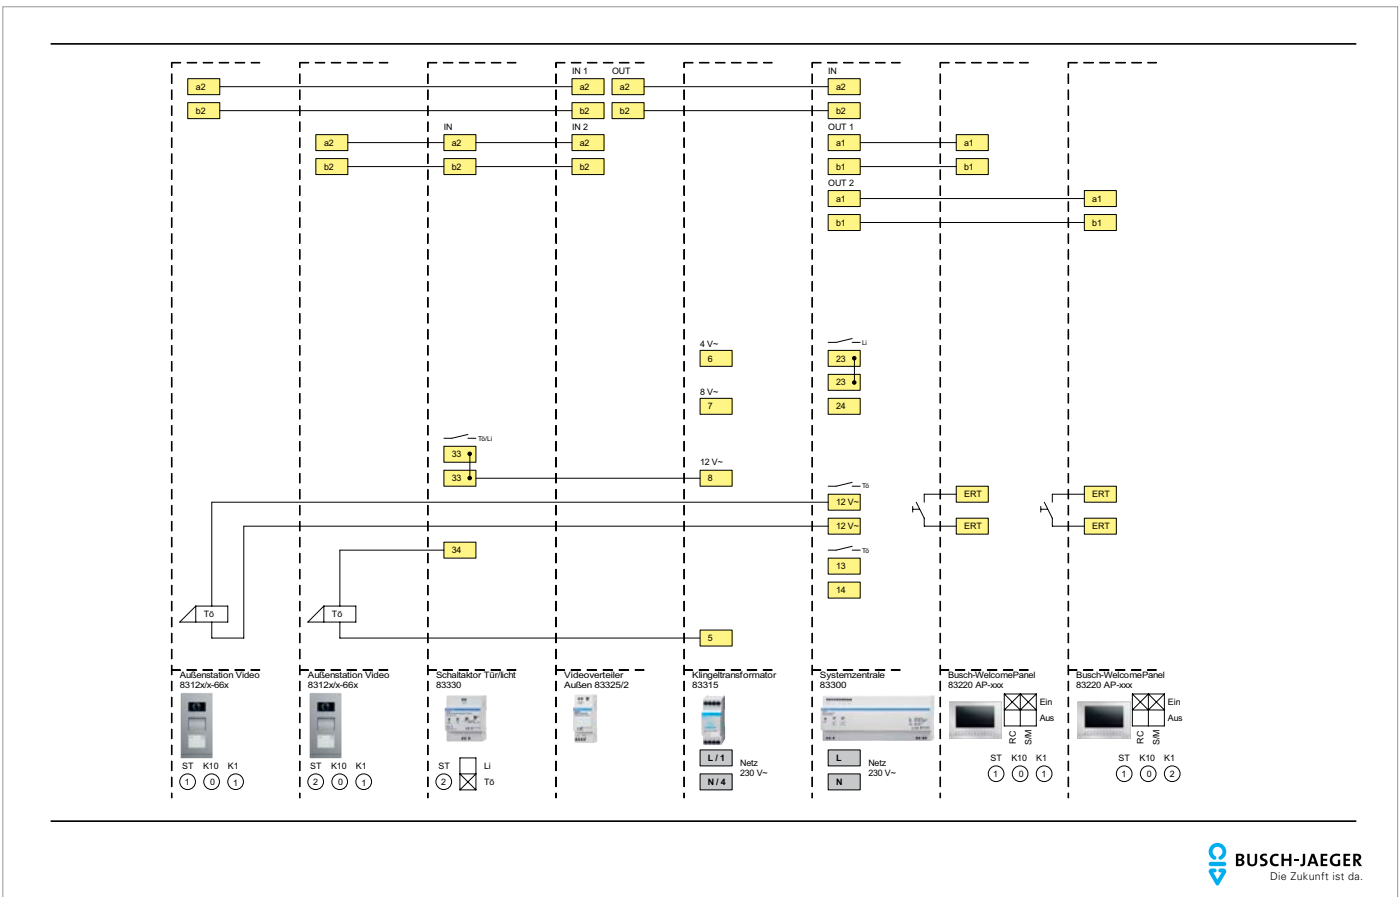 IN 1 OUT IN
a2 a2 a2 a2
b2 b2 b2 b2
IN IN 2 OUT 1
a2 a2 a2 a1 a1
b2 b2 b2 b1 b1
OUT 2
a1 a1
b1 b1
4 V~ Li
6 23
23
8 V~
7 24
Tö/Li
33
12 V~
33 8
Tö
12 V~ ERT ERT
12 V~ ERT ERT
34 Tö
13
14
Tö Tö
5
Außenstation Video
8312x/x-66x
Außenstation Video
8312x/x-66x
Schaltaktor Tür/licht
83330
Videoverteiler
Außen 83325/2
Klingeltransformator
83315
Systemzentrale
83300
Busch-WelcomePanel
83220 AP-xxx
Busch-WelcomePanel
83220 AP-xxx
Ein
Aus
RC
S/M
Ein
Aus
RC
S/M
ST K10 K1
1 0 1
ST K10 K1
2 0 1
ST Li
2 Tö
L / 1
N / 4
Netz
230 V~
L
N
Netz
230 V~
ST K10 K1
1 0 1
ST K10 K1
1 0 2
BUSCH-JAEGER
Die Zukunft ist da.